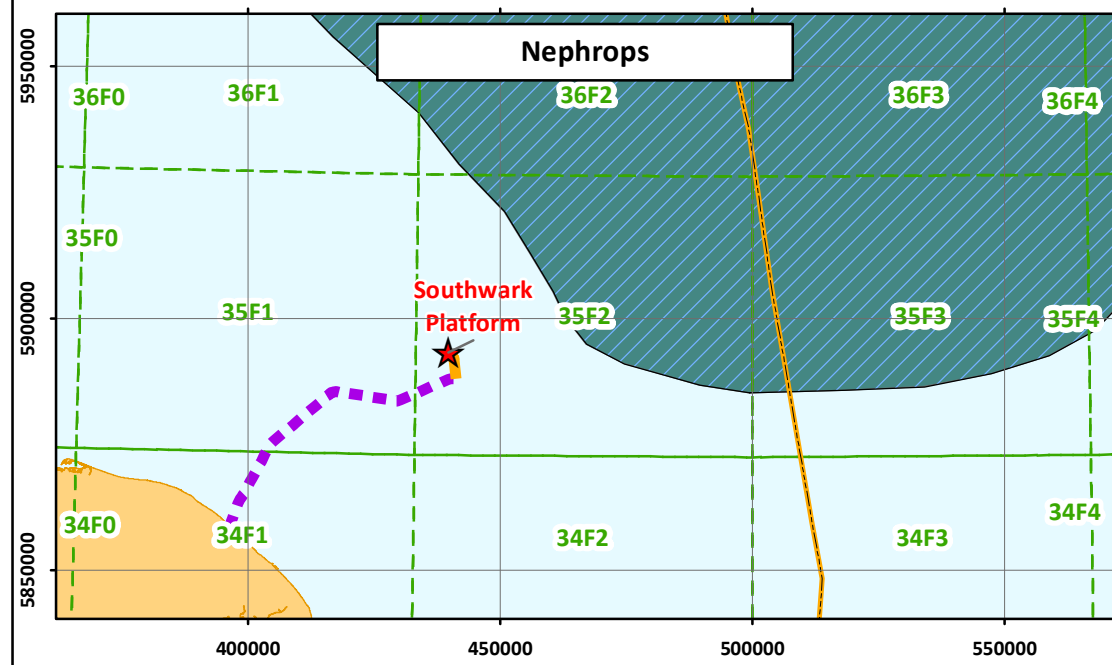 Nephrops
5950000
36F0
36F1
36F2
36F3
36F4
35F0
Southwark
Platform
5900000
35F1
35F2
35F3
35F4
34F0
34F1
34F2
34F3
34F4
5850000
400000
450000
500000
550000